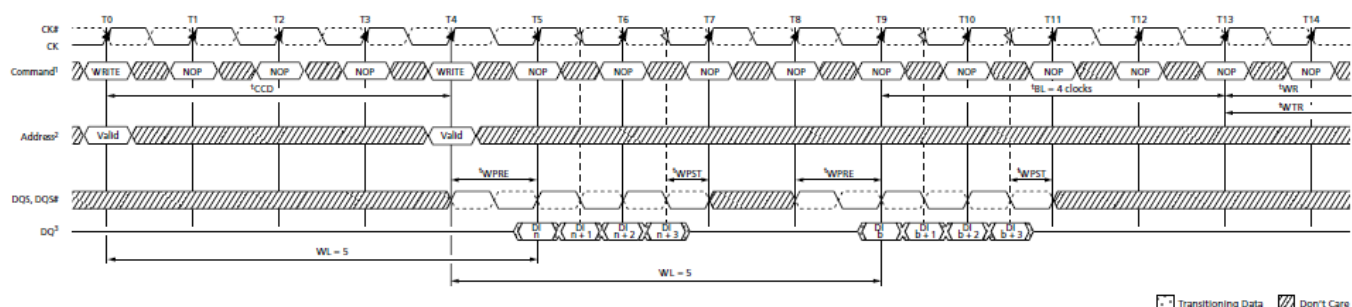 T0 T1 T2 T3 T4 T5 T6 T7 T8 T9 T10 T11 T12 T13 T14
CK#
CK
Command¹ WRITE NOP NOP NOP WRITE NOP NOP NOP NOP NOP NOP NOP NOP NOP NOP
ᵗCCD ᵗBL = 4 clocks ᵗWR
ᵗWTR
Address² Valid Valid
ᵗWPRE ᵗWPST ᵗWPRE ᵗWPST
DQS, DQS#
DQ³ DI n DI n + 1 DI n + 2 DI n + 3 DI b DI b + 1 DI b + 2 DI b + 3
WL = 5
WL = 5
Transitioning Data Don't Care